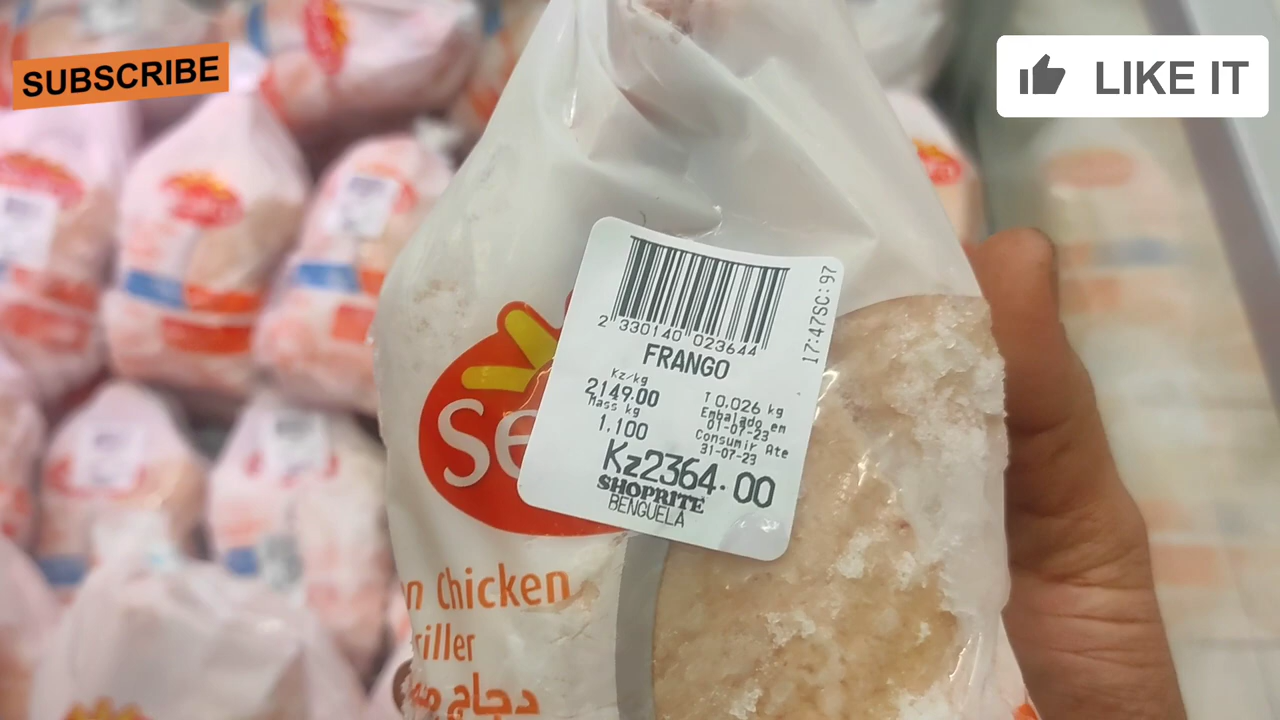 SUBSCRIBE
LIKE IT
2 330140 023644
17:47SC:97
FRANGO
Kz/kg
2149.00
Mass kg
1.100
T 0.026 kg
Embalado em
01-07-23
Consumir Ate
31-07-23
Kz2364.00
SHOPRITE
BENGUELA
Se
n Chicken
riller
دجاج